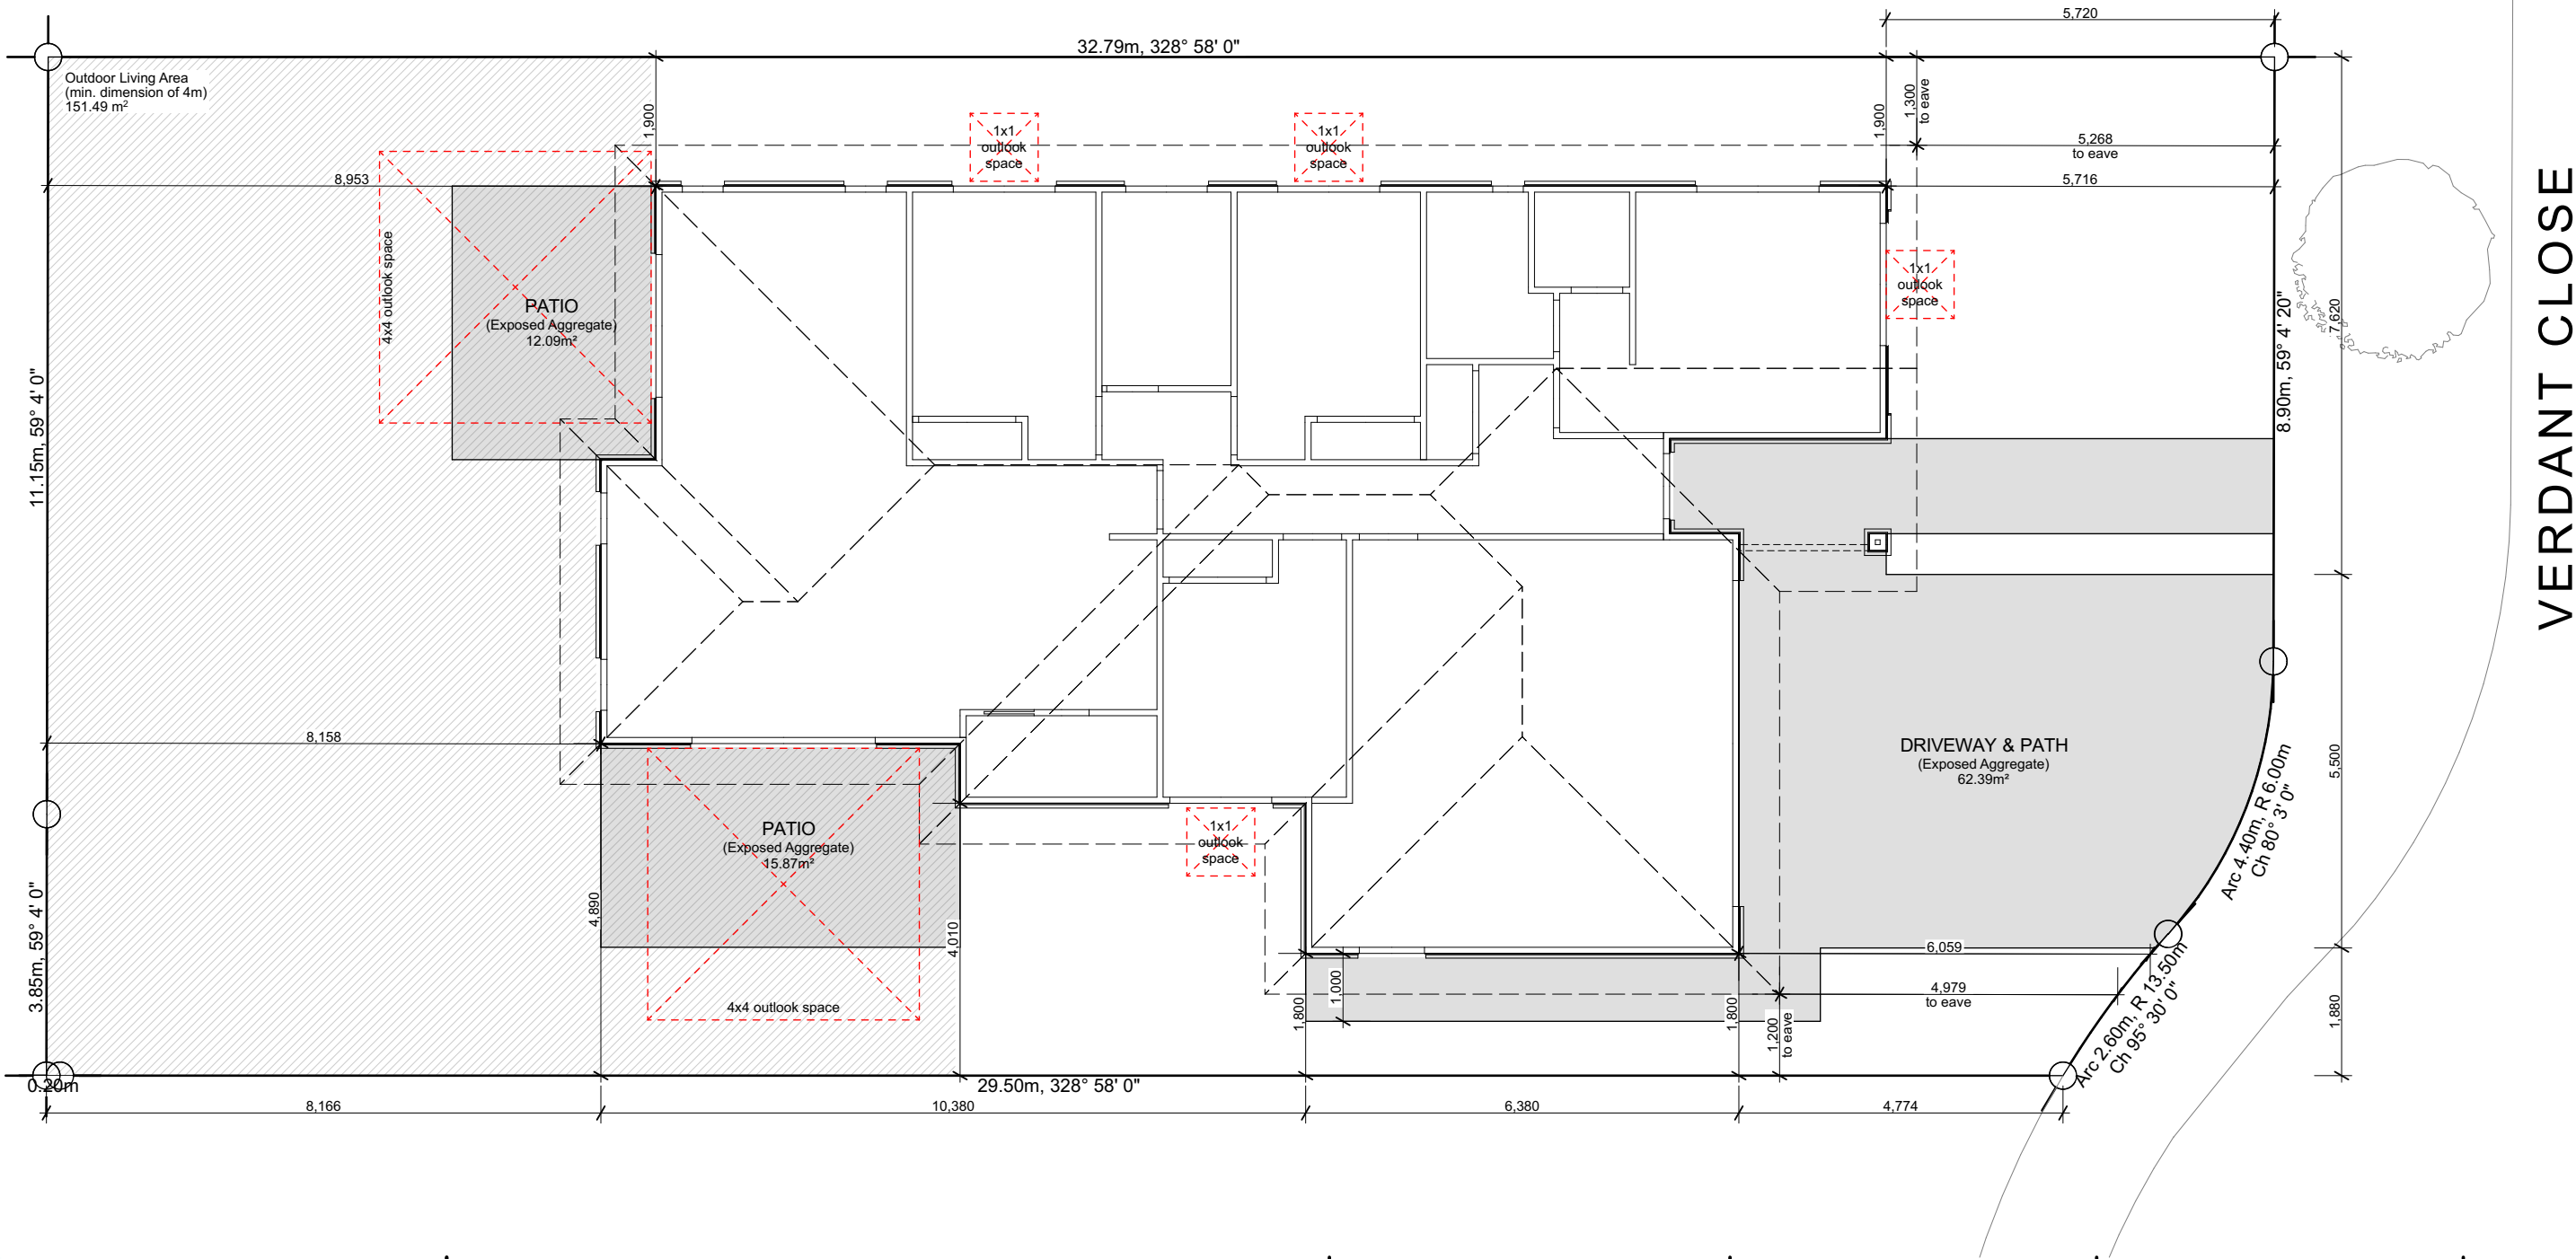 5,720
32.79m, 328° 58' 0"
Outdoor Living Area
(min. dimension of 4m)
151.49 m²
1,900
1,900
1,300
to eave
1x1
outlook
space
1x1
outlook
space
5,268
to eave
8,953
5,716
4x4 outlook space
PATIO
(Exposed Aggregate)
12.09m²
1x1
outlook
space
7,620
8.90m, 59° 4' 20"
VERDANT CLOSE
11.15m, 59° 4' 0"
8,158
DRIVEWAY & PATH
(Exposed Aggregate)
62.39m²
5,500
Arc 4.40m, R 6.00m
Ch 80° 3' 0"
PATIO
(Exposed Aggregate)
15.87m²
1x1
outlook
space
4,890
4,010
3.85m, 59° 4' 0"
6,059
4,979
to eave
4x4 outlook space
1,000
1,800
1,800
1,200
to eave
1,880
Arc 2.60m, R 13.50m
Ch 95° 30' 0"
0.20m
29.50m, 328° 58' 0"
8,166
10,380
6,380
4,774